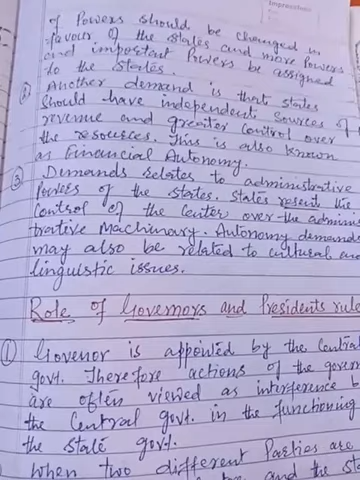 Impression
of Powers should be changed in
favour of the states and more Powers
and important Powers be assigned
to the states.
② Another demand is that states
should have independent sources of
revenue and greater control over
the resources. This is also known
as Financial Autonomy.
③ Demands relates to administrative
Powers of the states. States resent the
control of the center over the adminis
trative Machinary. Autonomy demands
may also be related to cultural and
linguistic issues.
Role of Governors and Presidents rule
① Govenor is appointed by the Central
govt. Therefore actions of the govern
are often viewed as interference b
the Central Govt. in the functioning
the state govt.
when two different Parties are
and the sta